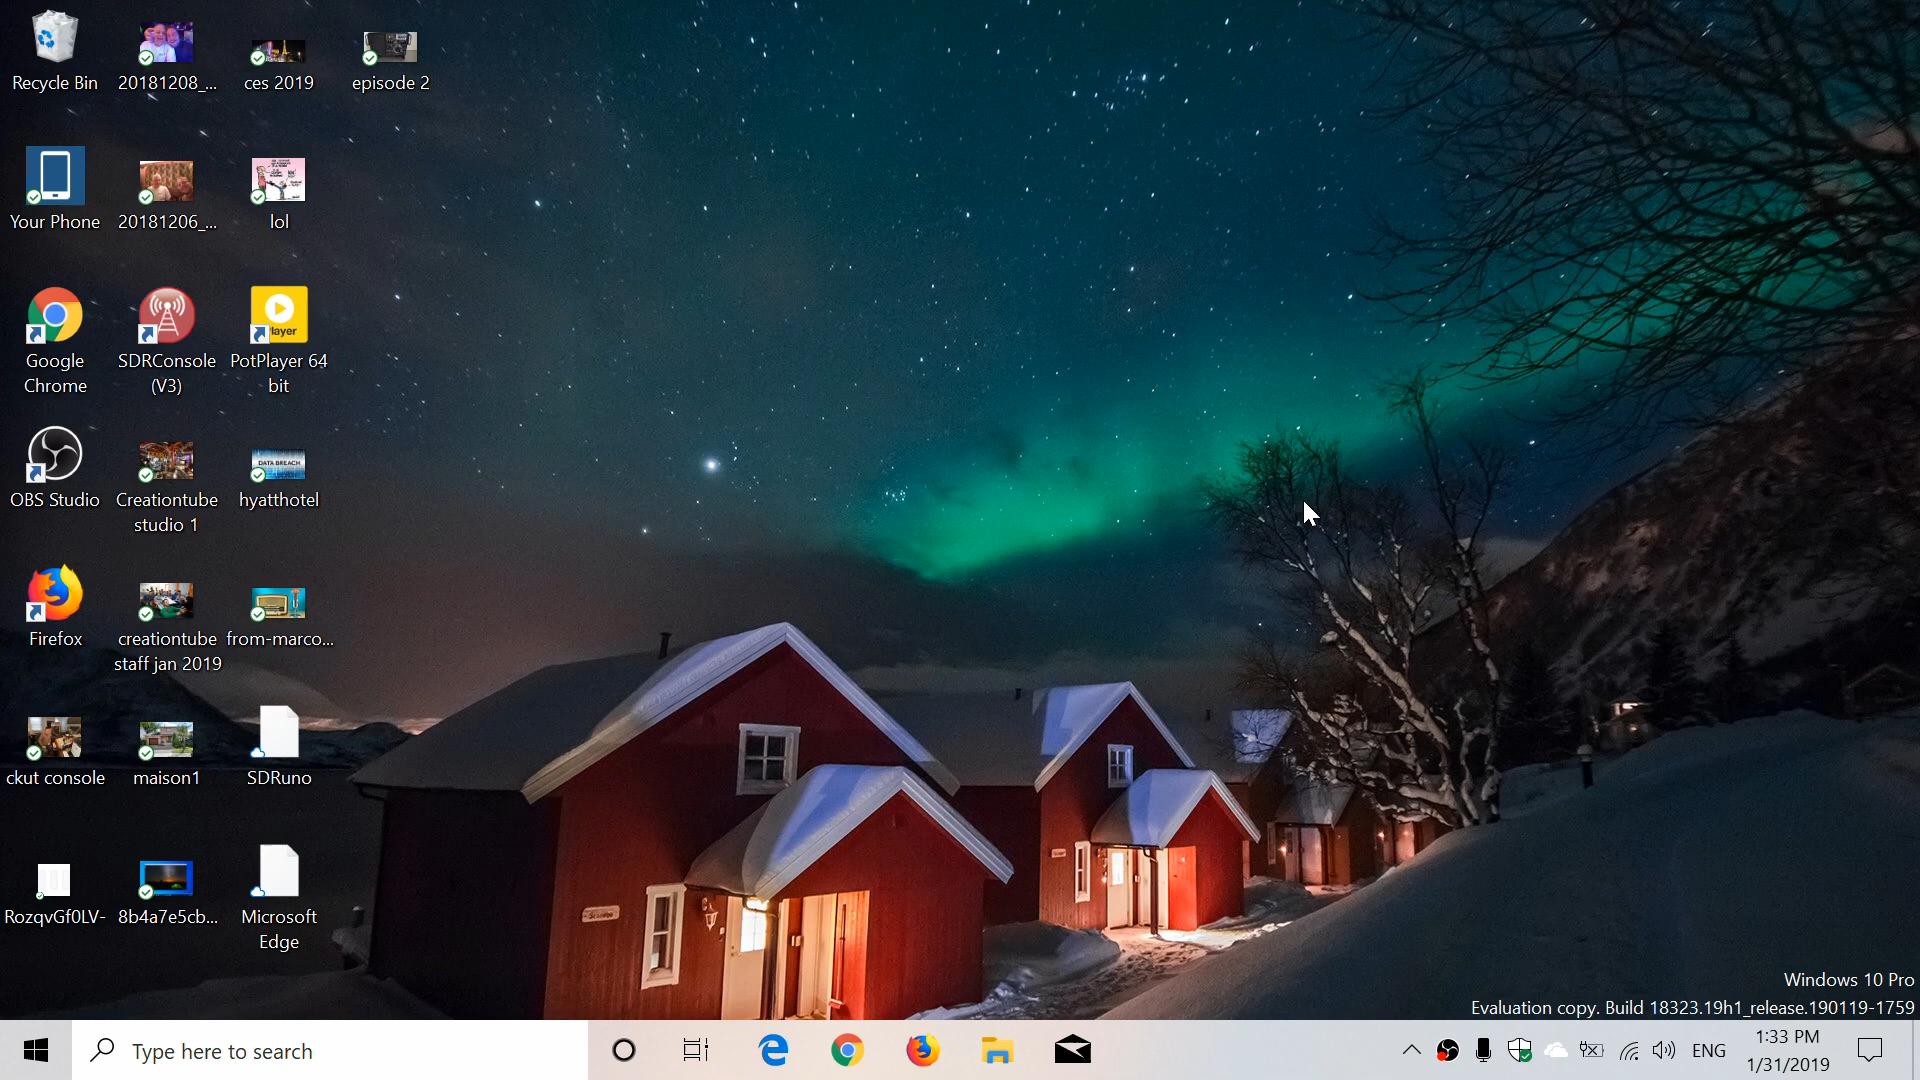 Recycle Bin
20181208_...
ces 2019
episode 2
Your Phone
20181206_...
lol
Google
Chrome
SDRConsole
(V3)
Player
PotPlayer 64
bit
OBS Studio
Creationtube
studio 1
DATA BREACH
hyatthotel
Firefox
creationtube
staff jan 2019
from-marco...
ckut console
maison1
SDRuno
RozqvGf0LV-
8b4a7e5cb...
Microsoft
Edge
Windows 10 Pro
Evaluation copy. Build 18323.19h1_release.190119-1759
Type here to search
ENG
1:33 PM
1/31/2019